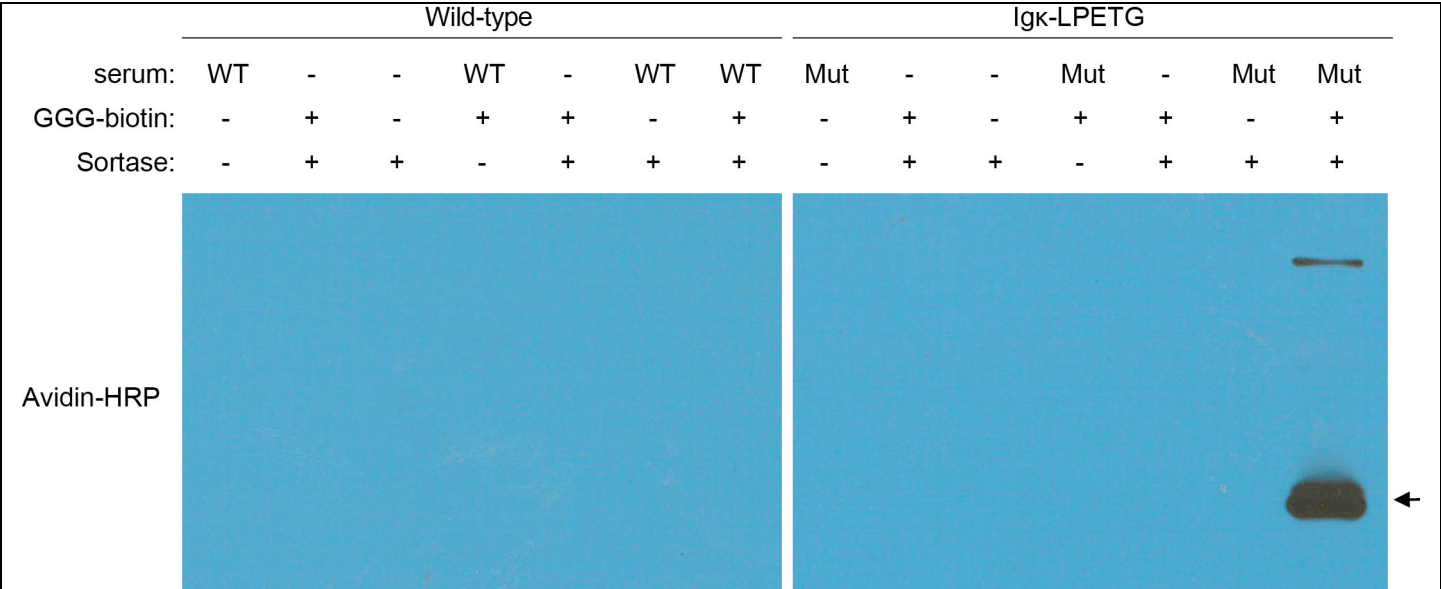 Wild-type Igκ-LPETG
serum: WT - - WT - WT WT Mut - - Mut - Mut Mut
GGG-biotin: - + - + + - + - + - + + - +
Sortase: - + + - + + + - + + - + + +
Avidin-HRP